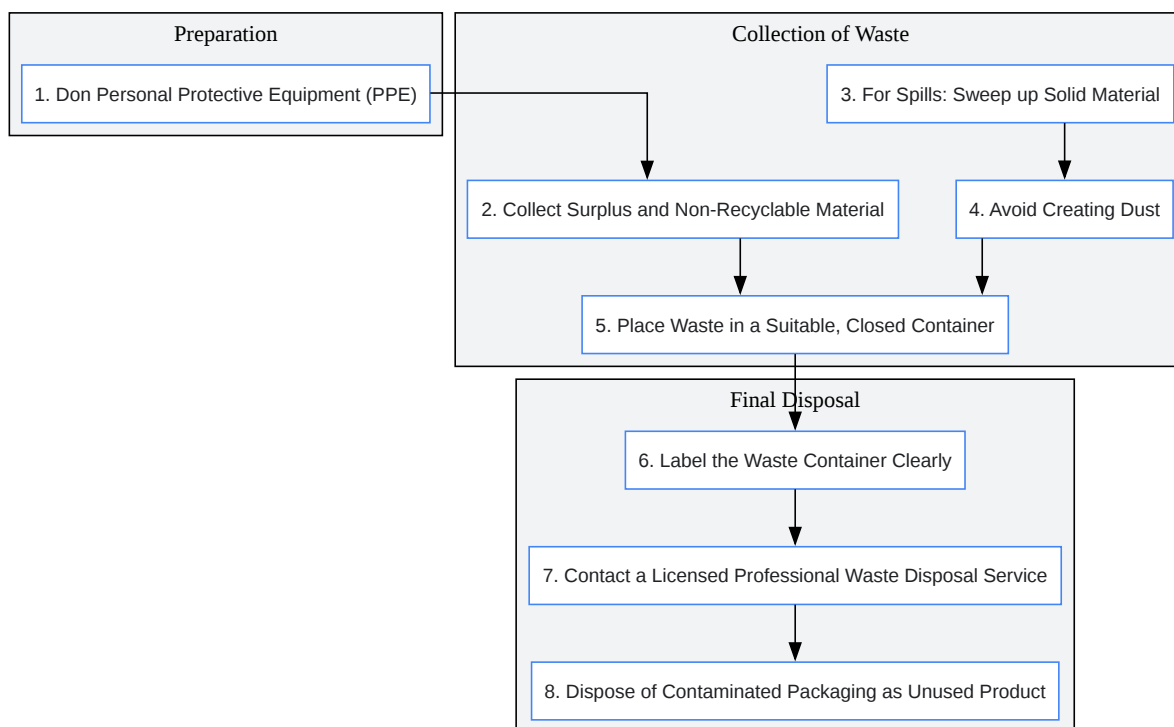 Preparation
1. Don Personal Protective Equipment (PPE)
Collection of Waste
3. For Spills: Sweep up Solid Material
2. Collect Surplus and Non-Recyclable Material
4. Avoid Creating Dust
5. Place Waste in a Suitable, Closed Container
Final Disposal
6. Label the Waste Container Clearly
7. Contact a Licensed Professional Waste Disposal Service
8. Dispose of Contaminated Packaging as Unused Product